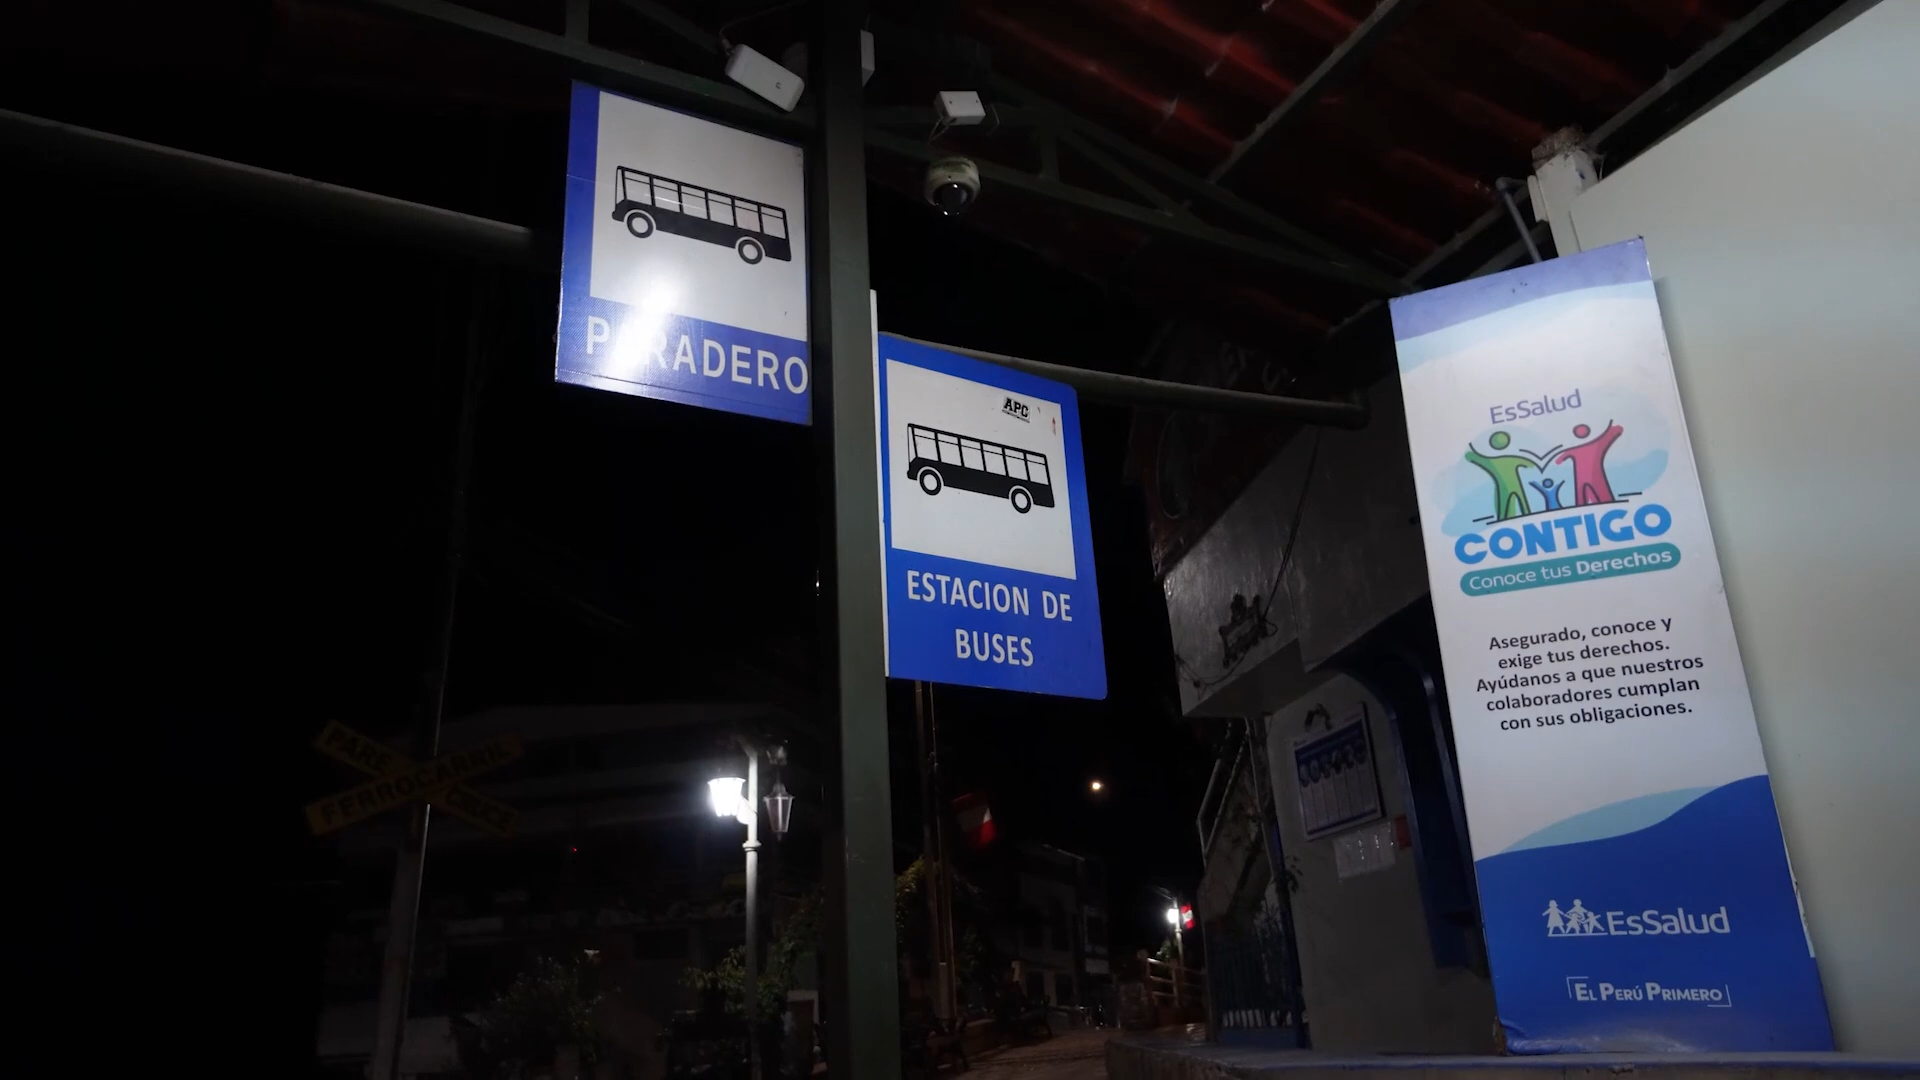 PARADERO
APC
ESTACION DE
BUSES
PARE
FERROCARRIL
CRUCE
EsSalud
CONTIGO
Conoce tus Derechos
Asegurado, conoce y
exige tus derechos.
Ayúdanos a que nuestros
colaboradores cumplan
con sus obligaciones.
EsSalud
EL PERÚ PRIMERO